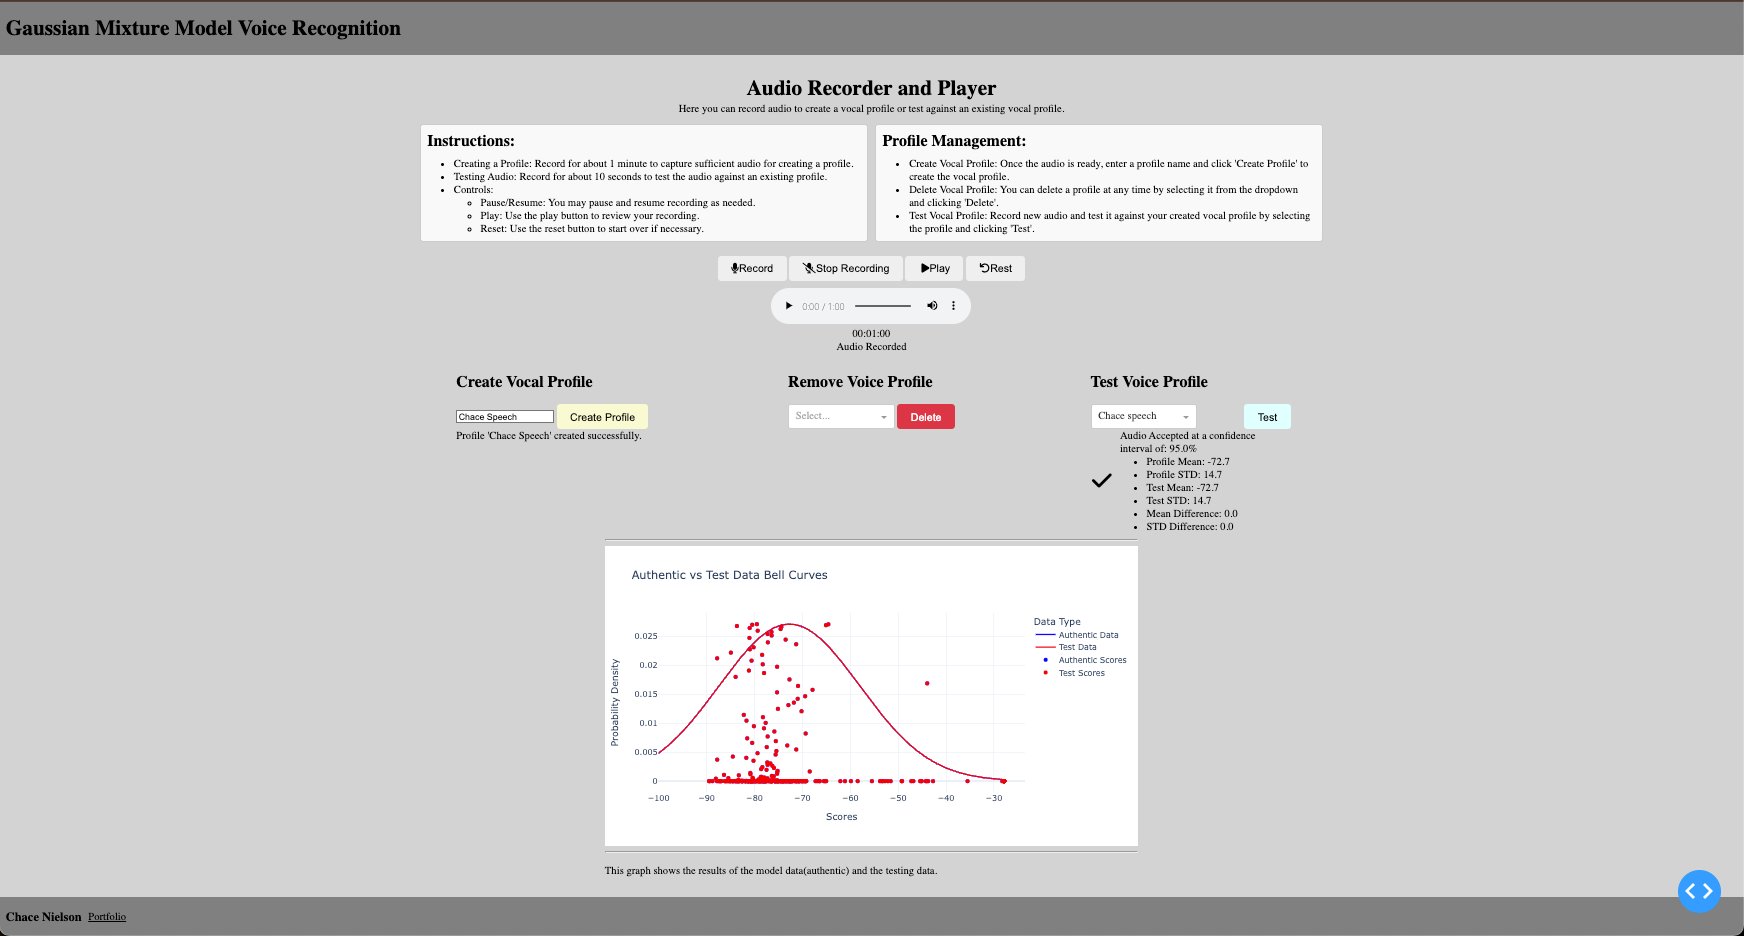 Gaussian Mixture Model Voice Recognition
Audio Recorder and Player
Here you can record audio to create a vocal profile or test against an existing vocal profile.
Instructions:
Creating a Profile: Record for about 1 minute to capture sufficient audio for creating a profile.
Testing Audio: Record for about 10 seconds to test the audio against an existing profile.
Controls:
Pause/Resume: You may pause and resume recording as needed.
Play: Use the play button to review your recording.
Reset: Use the reset button to start over if necessary.
Profile Management:
Create Vocal Profile: Once the audio is ready, enter a profile name and click 'Create Profile' to
create the vocal profile.
Delete Vocal Profile: You can delete a profile at any time by selecting it from the dropdown
and clicking 'Delete'.
Test Vocal Profile: Record new audio and test it against your created vocal profile by selecting
the profile and clicking 'Test'.
Record
Stop Recording
Play
Rest
0:00 / 1:00
00:01:00
Audio Recorded
Create Vocal Profile
Chace Speech
Create Profile
Profile 'Chace Speech' created successfully.
Remove Voice Profile
Select...
Delete
Test Voice Profile
Chace speech
Test
Audio Accepted at a confidence
interval of: 95.0%
Profile Mean: -72.7
Profile STD: 14.7
Test Mean: -72.7
Test STD: 14.7
Mean Difference: 0.0
STD Difference: 0.0
Authentic vs Test Data Bell Curves
Probability Density
0.025
0.02
0.015
0.01
0.005
0
−100
−90
−80
−70
−60
−50
−40
−30
Scores
Data Type
Authentic Data
Test Data
Authentic Scores
Test Scores
This graph shows the results of the model data(authentic) and the testing data.
Chace Nielson
Portfolio